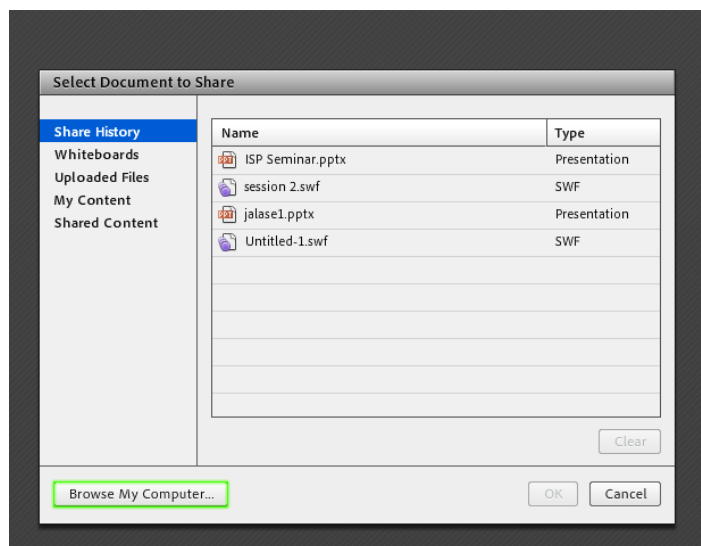 Select Document to Share
Share History
Whiteboards
Uploaded Files
My Content
Shared Content
Name Type
ISP Seminar.pptx Presentation
session 2.swf SWF
jalase1.pptx Presentation
Untitled-1.swf SWF
Clear
Browse My Computer... OK Cancel